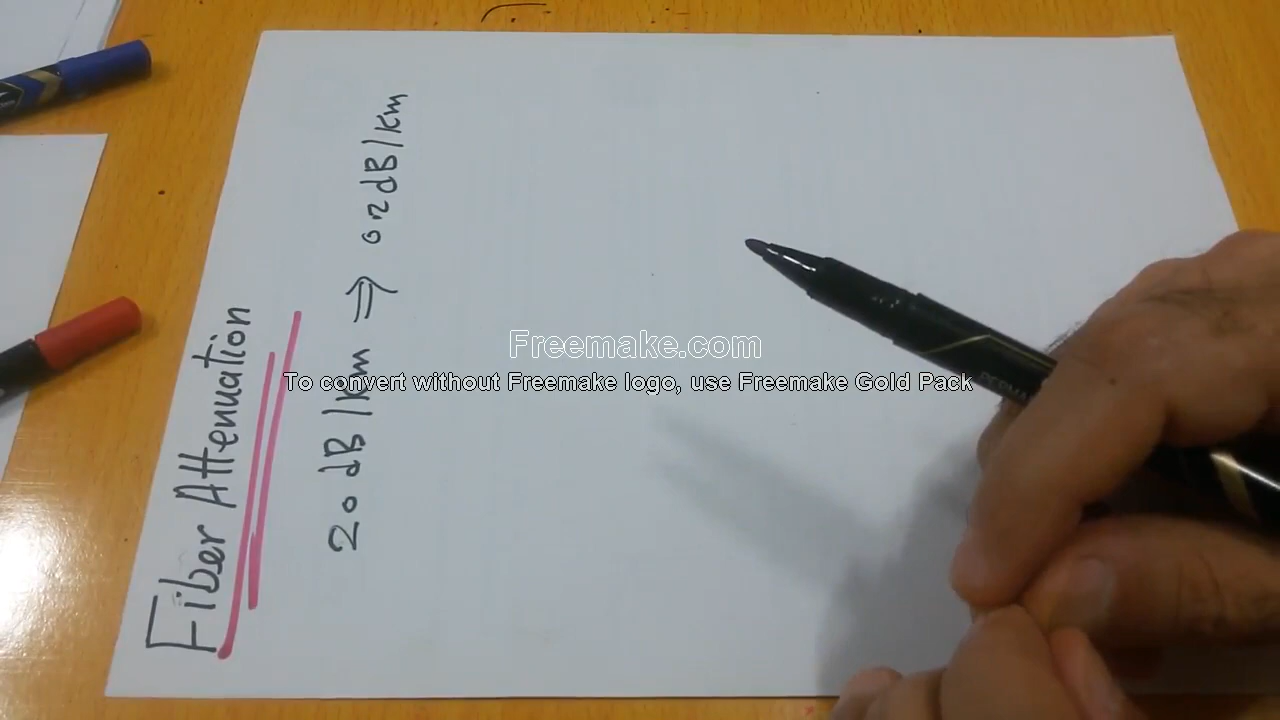 Fiber Attenuation
20 dB/km ⇒ 0.2 dB/km
Freemake.com
To convert without Freemake logo, use Freemake Gold Pack